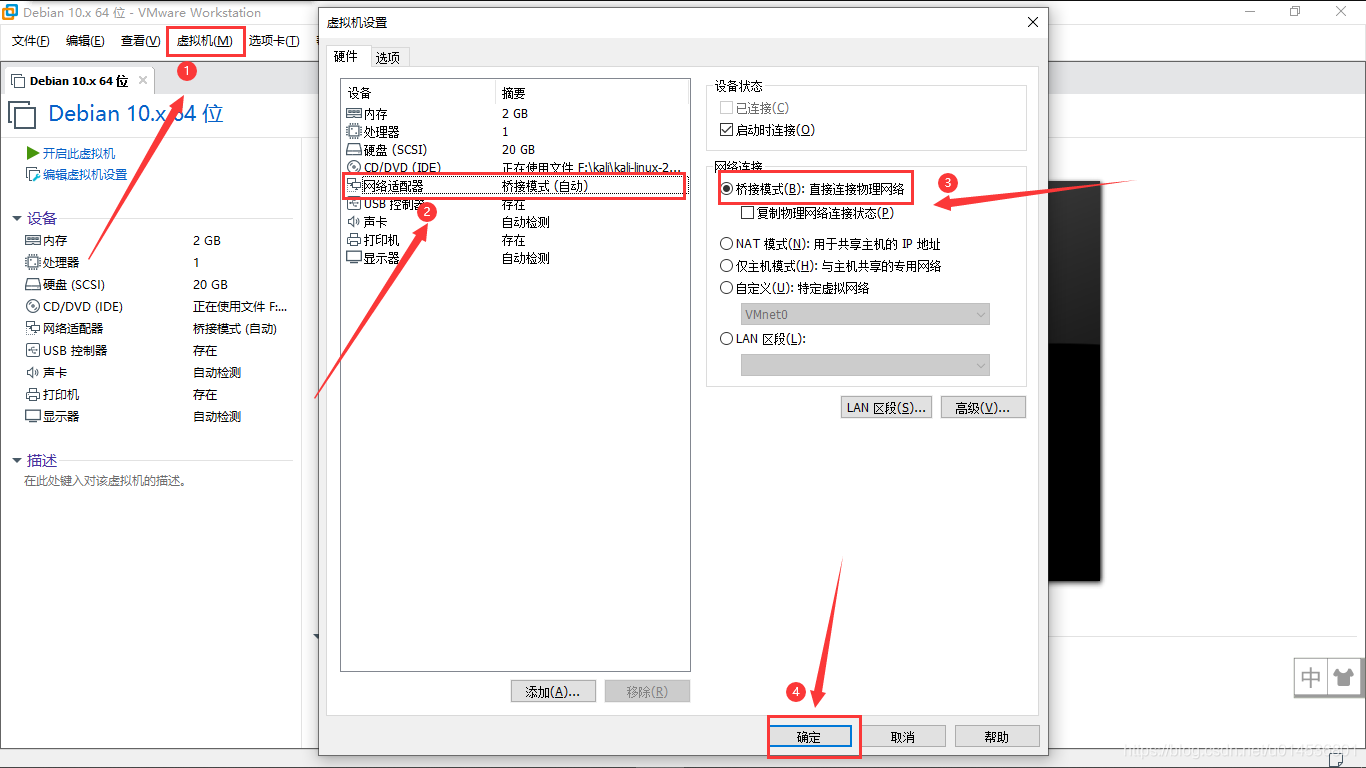 Debian 10.x 64 位 - VMware Workstation
文件(F) 编辑(E) 查看(V) 虚拟机(M) 选项卡(T)
1
Debian 10.x 64 位
Debian 10.x 64 位
开启此虚拟机
编辑虚拟机设置
设备
内存 2 GB
处理器 1
硬盘 (SCSI) 20 GB
CD/DVD (IDE) 正在使用文件 F:...
网络适配器 桥接模式 (自动)
USB 控制器 存在
声卡 自动检测
打印机 存在
显示器 自动检测
描述
在此处键入对该虚拟机的描述。
虚拟机设置
硬件 选项
设备 摘要
内存 2 GB
处理器 1
硬盘 (SCSI) 20 GB
CD/DVD (IDE) 正在使用文件 F:\kali\kali-linux-2...
网络适配器 桥接模式 (自动)
USB 控制器 存在
2
声卡 自动检测
打印机 存在
显示器 自动检测
添加(A)... 移除(R)
设备状态
已连接(C)
启动时连接(O)
网络连接
桥接模式(B): 直接连接物理网络
3
复制物理网络连接状态(P)
NAT 模式(N): 用于共享主机的 IP 地址
仅主机模式(H): 与主机共享的专用网络
自定义(U): 特定虚拟网络
VMnet0
LAN 区段(L):
LAN 区段(S)... 高级(V)...
4
确定 取消 帮助
中